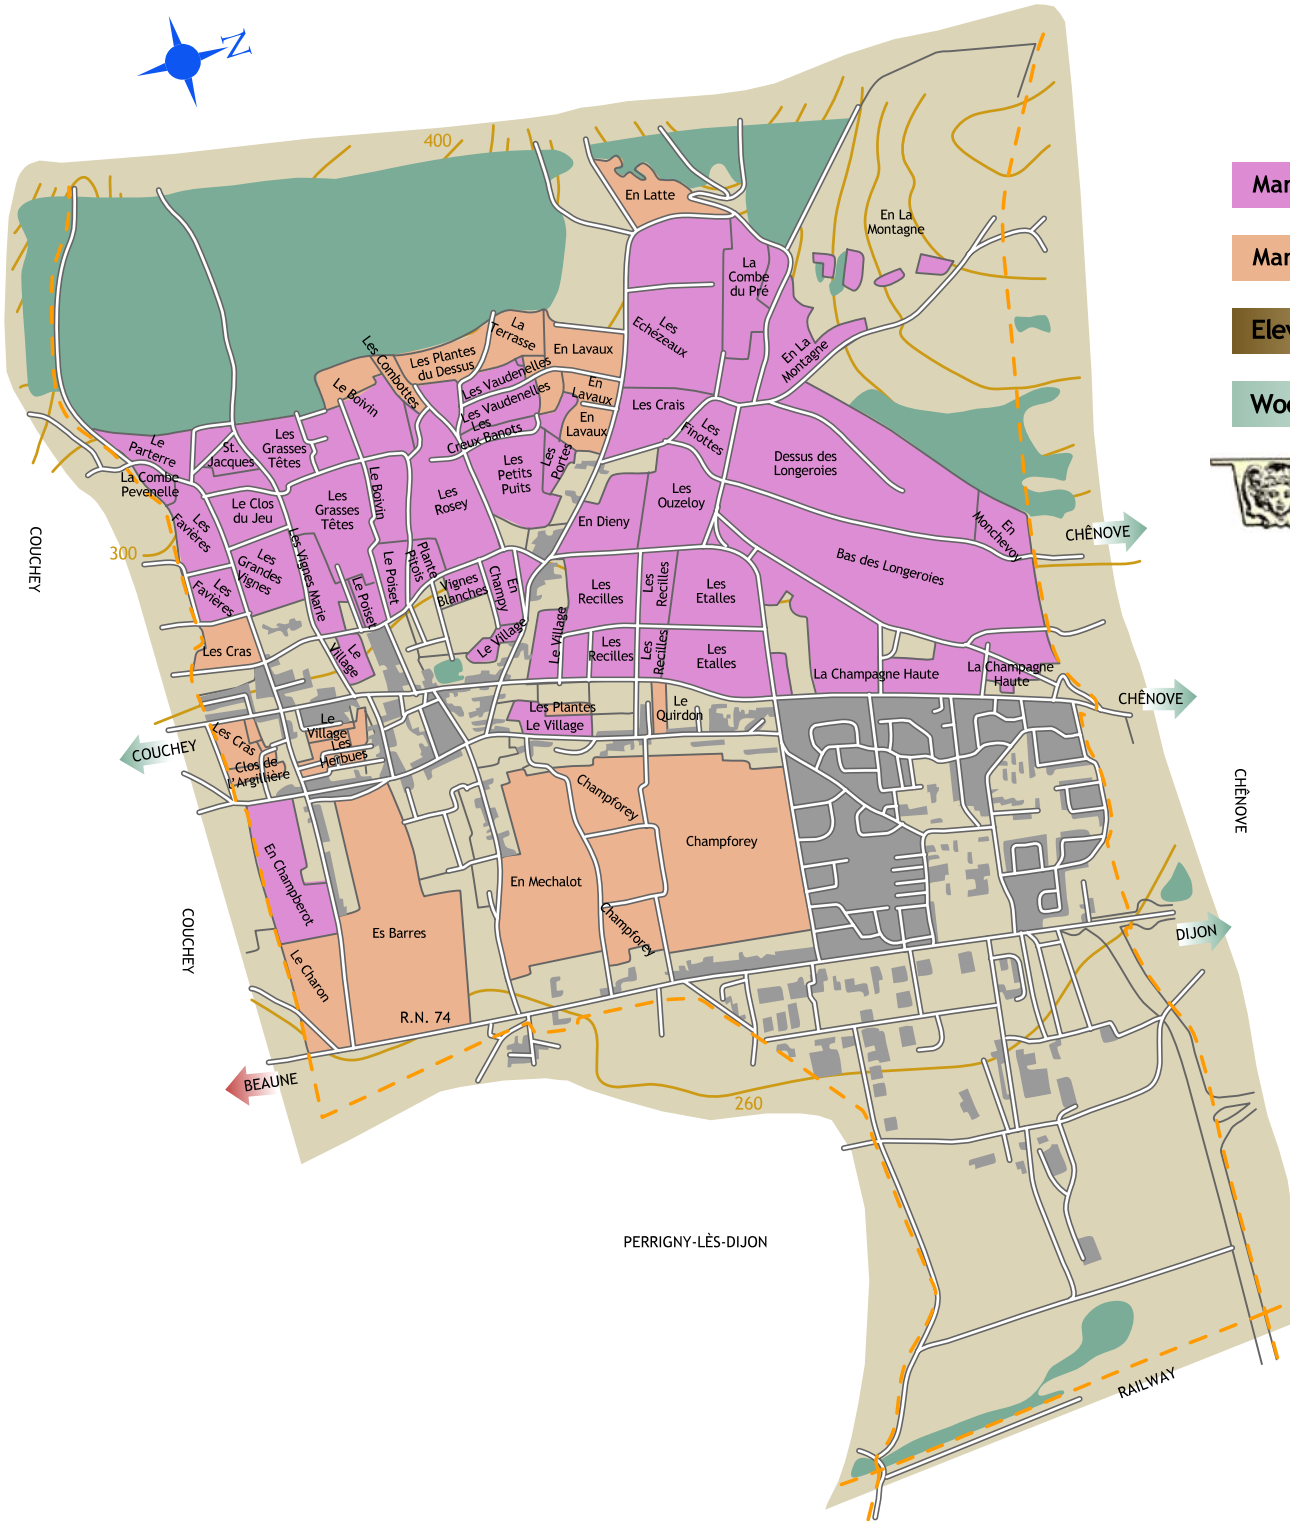 N
400
En Latte
En La
Montagne
Mar
Mar
Elev
Woo
La
Combe
du Pré
Les
Echézeaux
En La
Montagne
La
Terrasse
En Lavaux
Les Plantes
du Dessus
Les Combottes
Le Boivin
Les Vaudenelles
Les Vaudenelles
En
Lavaux
En
Lavaux
Les Crais
Les
Finottes
Les
Creux Banots
Le
Parterre
St.
Jacques
Les
Grasses
Têtes
Les
Portes
Les
Petits
Puits
Dessus des
Longeroies
La Combe
Pevenelle
Le Clos
du Jeu
Les
Grasses
Têtes
Le Boivin
Les
Rosey
Les
Ouzeloy
En Dieny
En
Monchevoy
CHÊNOVE
COUCHEY
300
Les
Favières
Les
Grandes
Vignes
Les Vignes Marie
Le Poiset
Le Poiset
Plante
Pitois
Vignes
Blanches
En
Champy
Les
Favières
Les
Recilles
Les
Recilles
Les
Etalles
Bas des Longeroies
Les Cras
Le
Village
Le Village
Le Village
Les
Recilles
Les
Recilles
Les
Etalles
La Champagne Haute
La Champagne
Haute
CHÊNOVE
Les Plantes
Le Village
Le
Quirdon
COUCHEY
Les Cras
Le
Village
Les
Herbues
Clos de
L'Argillière
Champforey
Champforey
CHÊNOVE
En Champberot
En Mechalot
Champforey
Es Barres
COUCHEY
DIJON
Le Charon
R.N. 74
BEAUNE
260
PERRIGNY-LÈS-DIJON
RAILWAY